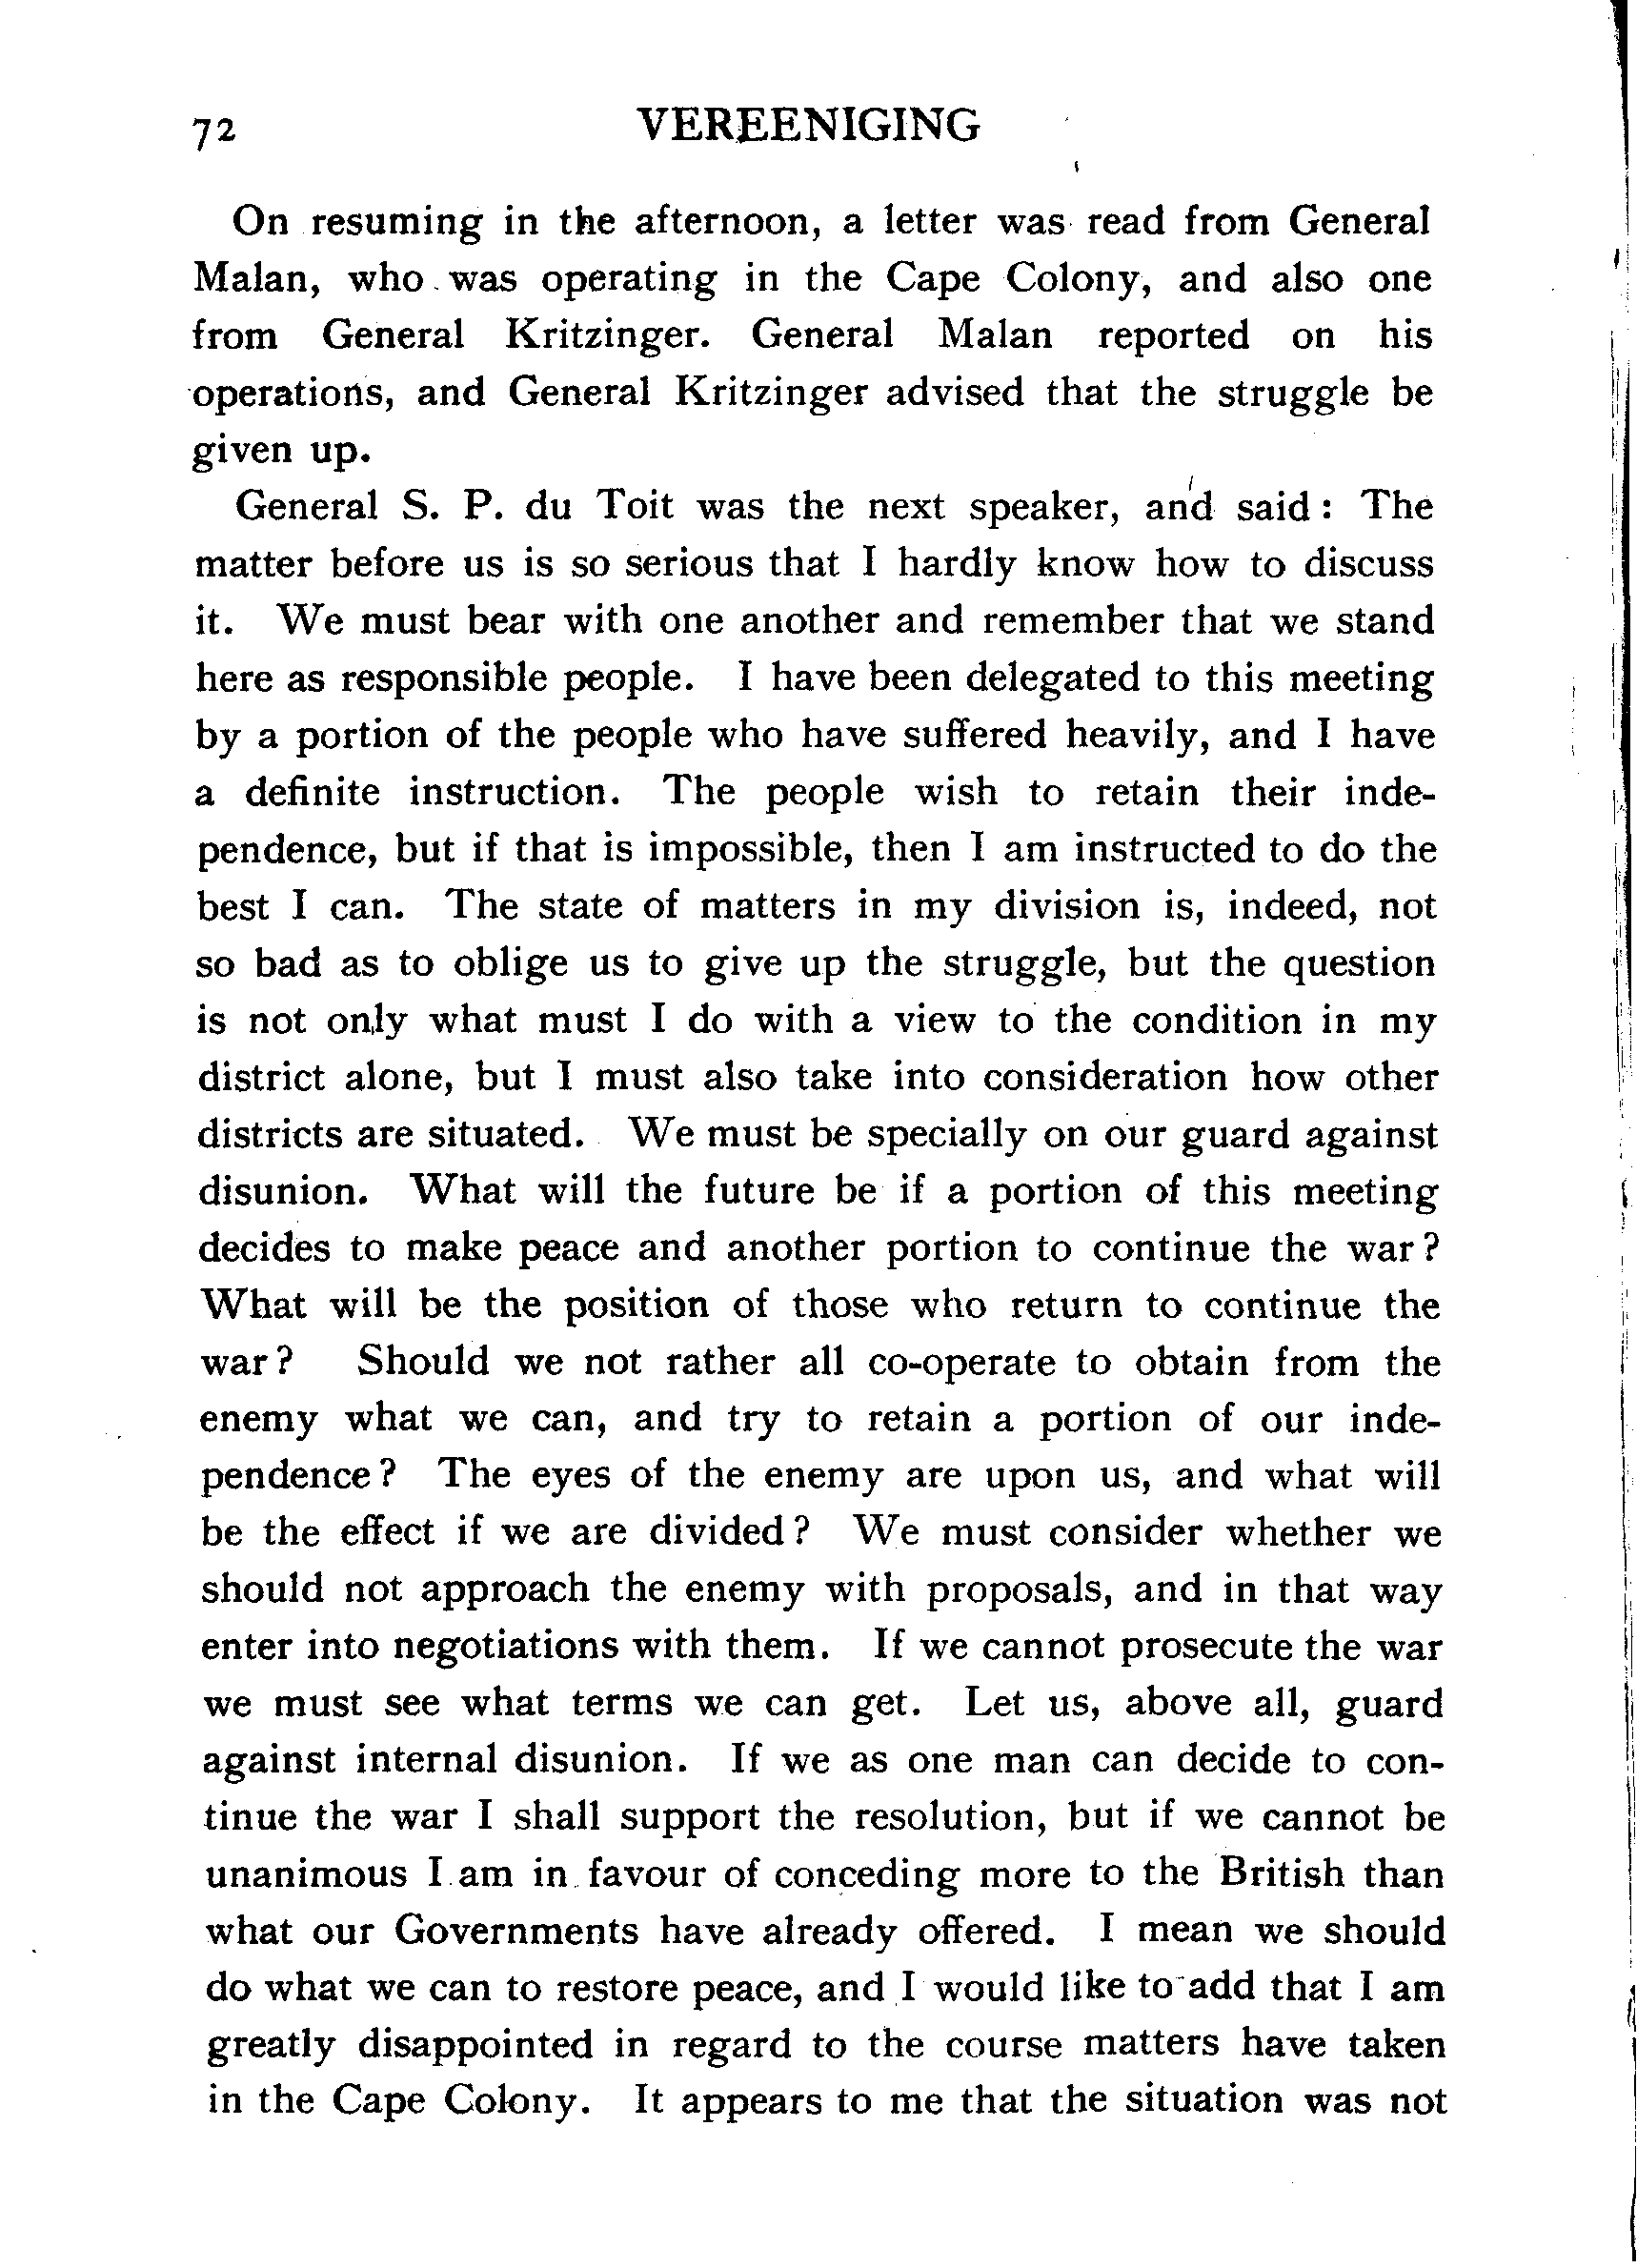 72 VEREENIGING
On resuming in the afternoon, a letter was read from General
Malan, who was operating in the Cape Colony, and also one
from General Kritzinger. General Malan reported on his
operations, and General Kritzinger advised that the struggle be
given up.
General S. P. du Toit was the next speaker, and said: The
matter before us is so serious that I hardly know how to discuss
it. We must bear with one another and remember that we stand
here as responsible people. I have been delegated to this meeting
by a portion of the people who have suffered heavily, and I have
a definite instruction. The people wish to retain their inde-
pendence, but if that is impossible, then I am instructed to do the
best I can. The state of matters in my division is, indeed, not
so bad as to oblige us to give up the struggle, but the question
is not only what must I do with a view to the condition in my
district alone, but I must also take into consideration how other
districts are situated. We must be specially on our guard against
disunion. What will the future be if a portion of this meeting
decides to make peace and another portion to continue the war?
What will be the position of those who return to continue the
war? Should we not rather all co-operate to obtain from the
enemy what we can, and try to retain a portion of our inde-
pendence? The eyes of the enemy are upon us, and what will
be the effect if we are divided? We must consider whether we
should not approach the enemy with proposals, and in that way
enter into negotiations with them. If we cannot prosecute the war
we must see what terms we can get. Let us, above all, guard
against internal disunion. If we as one man can decide to con-
tinue the war I shall support the resolution, but if we cannot be
unanimous I am in favour of conceding more to the British than
what our Governments have already offered. I mean we should
do what we can to restore peace, and I would like to add that I am
greatly disappointed in regard to the course matters have taken
in the Cape Colony. It appears to me that the situation was not